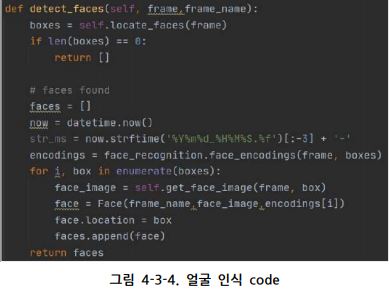 def detect_faces(self, frame,frame_name):
    boxes = self.locate_faces(frame)
    if len(boxes) == 0:
        return []

    # faces found
    faces = []
    now = datetime.now()
    str_ms = now.strftime('%Y%m%d_%H%M%S.%f')[:-3] + '-'
    encodings = face_recognition.face_encodings(frame, boxes)
    for i, box in enumerate(boxes):
        face_image = self.get_face_image(frame, box)
        face = Face(frame_name,face_image,encodings[i])
        face.location = box
        faces.append(face)
    return faces
그림 4-3-4. 얼굴 인식 code